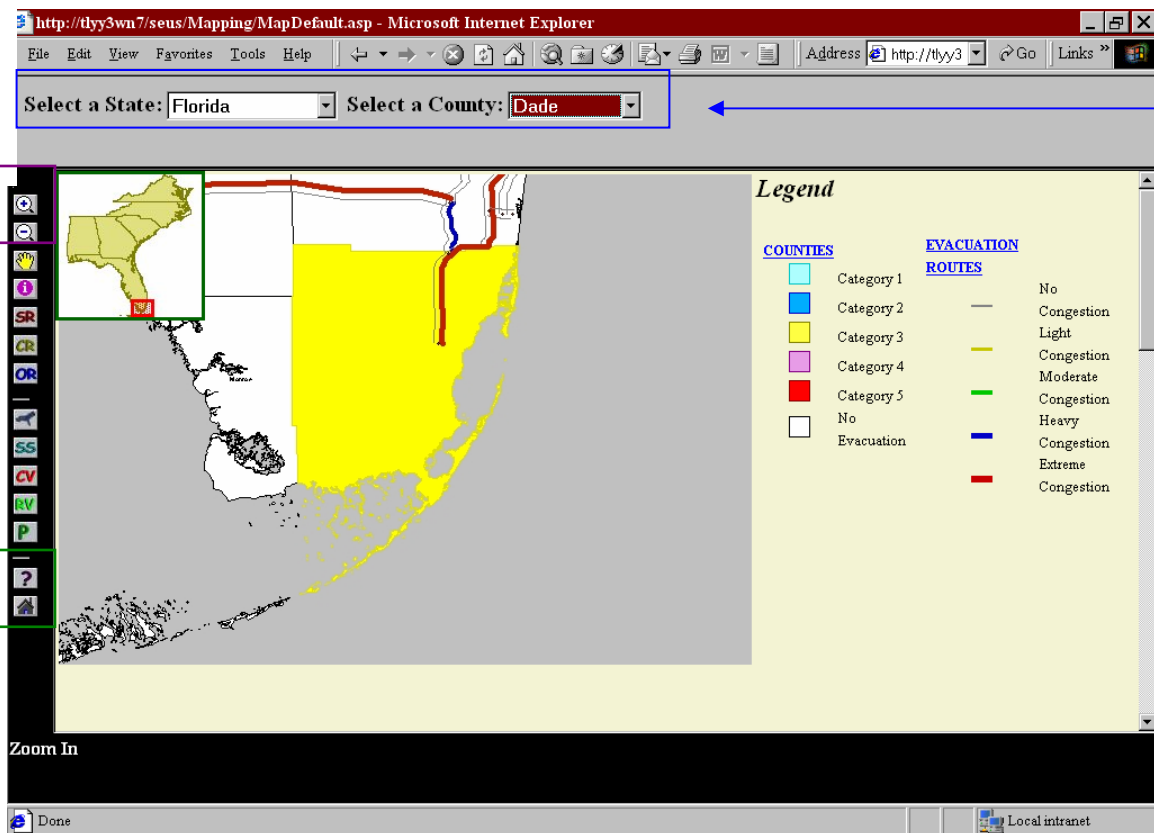 http://tlyy3wn7/seus/Mapping/MapDefault.asp - Microsoft Internet Explorer
File Edit View Favorites Tools Help Address http://tlyy3 Go Links »
Select a State: Florida Select a County: Dade
Legend
COUNTIES
Category 1
Category 2
Category 3
Category 4
Category 5
No
Evacuation
EVACUATION
ROUTES
No
Congestion
Light
Congestion
Moderate
Congestion
Heavy
Congestion
Extreme
Congestion
i
SR
CR
OR
SS
CV
RV
P
?
Monroe
Zoom In
Done Local intranet